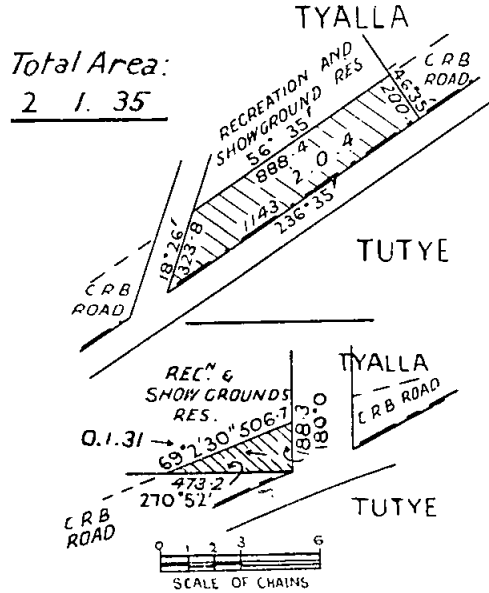 TYALLA
Total Area:
2 1. 35
C R B
ROAD
RECREATION AND
SHOWGROUND RES
56° 35'
888.4
46°35'
200
2. 0. 4
1143
236°35'
18°26'
323.8
TUTYE
C R B
ROAD
REC.N &
SHOW GROUNDS
RES.
TYALLA
C R B ROAD
0.1.31
69°2'30" 506.7
188.3
180°0
473.2
270°52'
C R B
ROAD
TUTYE
0 1 2 3 6
SCALE OF CHAINS